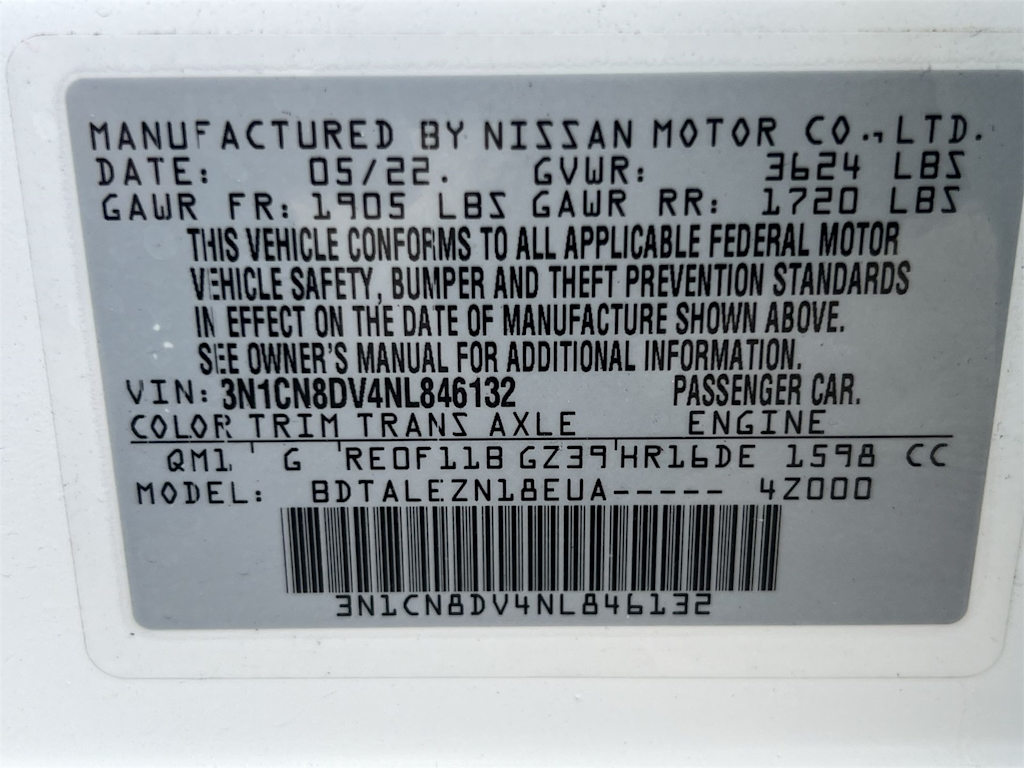 MANUFACTURED BY NISSAN MOTOR CO., LTD.
DATE: 05/22. GVWR: 3624 LBS
GAWR FR: 1905 LBS GAWR RR: 1720 LBS
THIS VEHICLE CONFORMS TO ALL APPLICABLE FEDERAL MOTOR
VEHICLE SAFETY, BUMPER AND THEFT PREVENTION STANDARDS
IN EFFECT ON THE DATE OF MANUFACTURE SHOWN ABOVE.
SEE OWNER'S MANUAL FOR ADDITIONAL INFORMATION.
VIN: 3N1CN8DV4NL846132 PASSENGER CAR.
COLOR TRIM TRANS AXLE ENGINE
QM1 G RE0F11B GZ39 HR16DE 1598 CC
MODEL: BDTALEZN18EUA----- 4Z000
3N1CN8DV4NL846132